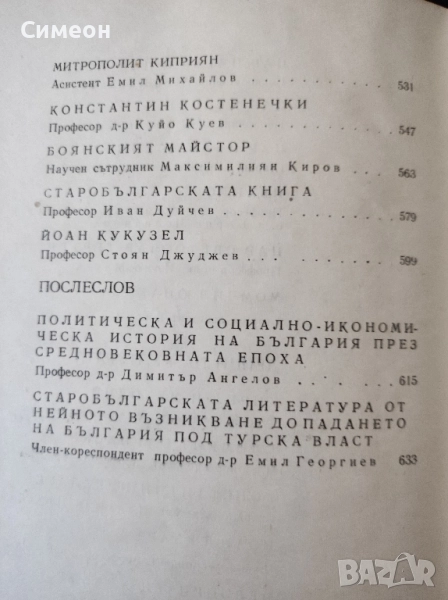 Симеон
МИТРОПОЛИТ КИПРИЯН
Асистент Емил Михайлов . . . . . . . . . . . 531
КОНСТАНТИН КОСТЕНЕЧКИ
Професор д-р Куйо Куев . . . . . . . . . . . 547
БОЯНСКИЯТ МАЙСТОР
Научен сътрудник Максимилиян Киров . . . . . 563
СТАРОБЪЛГАРСКАТА КНИГА
Професор Иван Дуйчев . . . . . . . . . . . . 579
ЙОАН КУКУЗЕЛ
Професор Стоян Джуджев . . . . . . . . . . . 599
ПОСЛЕСЛОВ
ПОЛИТИЧЕСКА И СОЦИАЛНО-ИКОНОМИ-
ЧЕСКА ИСТОРИЯ НА БЪЛГАРИЯ ПРЕЗ
СРЕДНОВЕКОВНАТА ЕПОХА
Професор д-р Димитър Ангелов . . . . . . . 615
СТАРОБЪЛГАРСКАТА ЛИТЕРАТУРА ОТ
НЕЙНОТО ВЪЗНИКВАНЕ ДО ПАДАНЕТО
НА БЪЛГАРИЯ ПОД ТУРСКА ВЛАСТ
Член-кореспондент професор д-р Емил Георгиев . 633
BAZAR